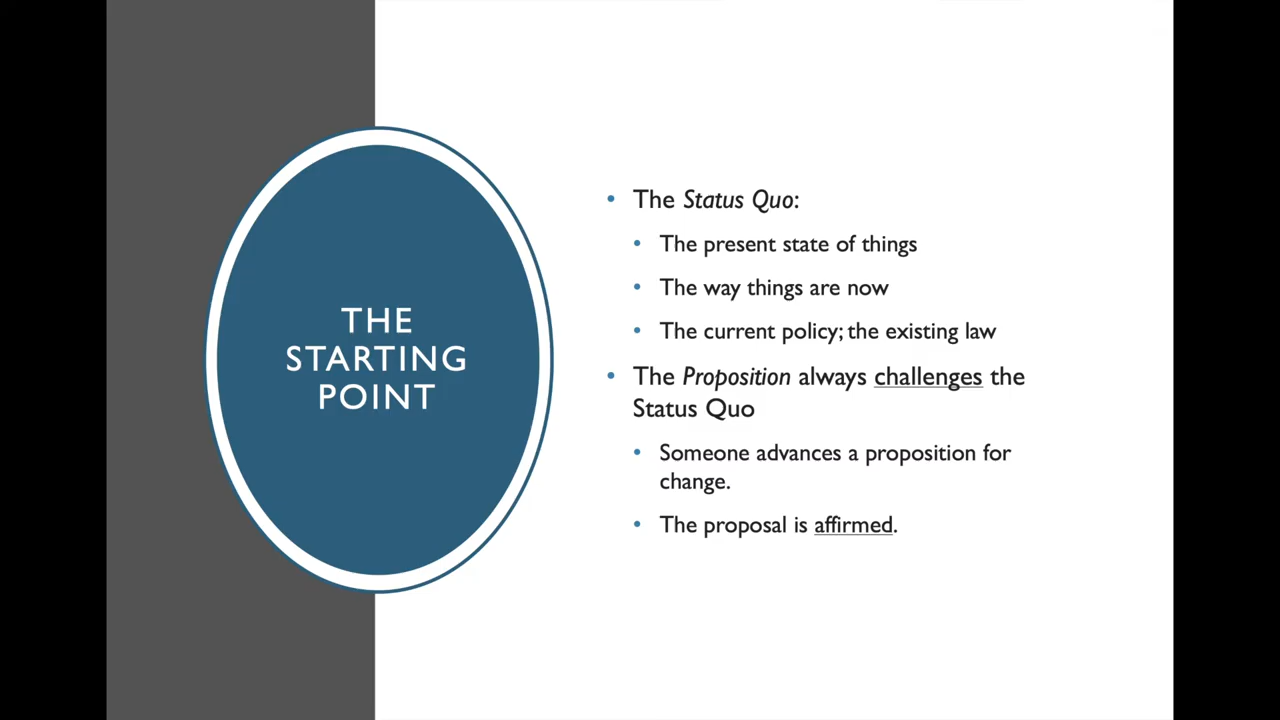 THE
STARTING
POINT
• The Status Quo:
• The present state of things
• The way things are now
• The current policy; the existing law
• The Proposition always challenges the
Status Quo
• Someone advances a proposition for
change.
• The proposal is affirmed.